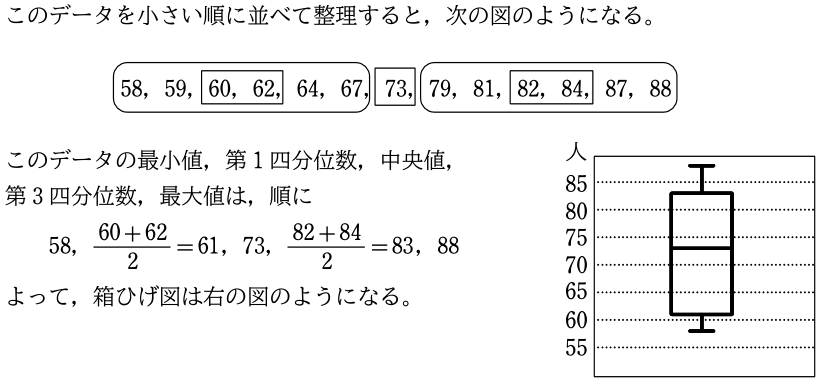 このデータを小さい順に並べて整理すると，次の図のようになる。
58，59，60，62，64，67，73，79，81，82，84，87，88
このデータの最小値，第1四分位数，中央値，
第3四分位数，最大値は，順に
58，(60+62)/2=61，73，(82+84)/2=83，88
よって，箱ひげ図は右の図のようになる。
人
85
80
75
70
65
60
55